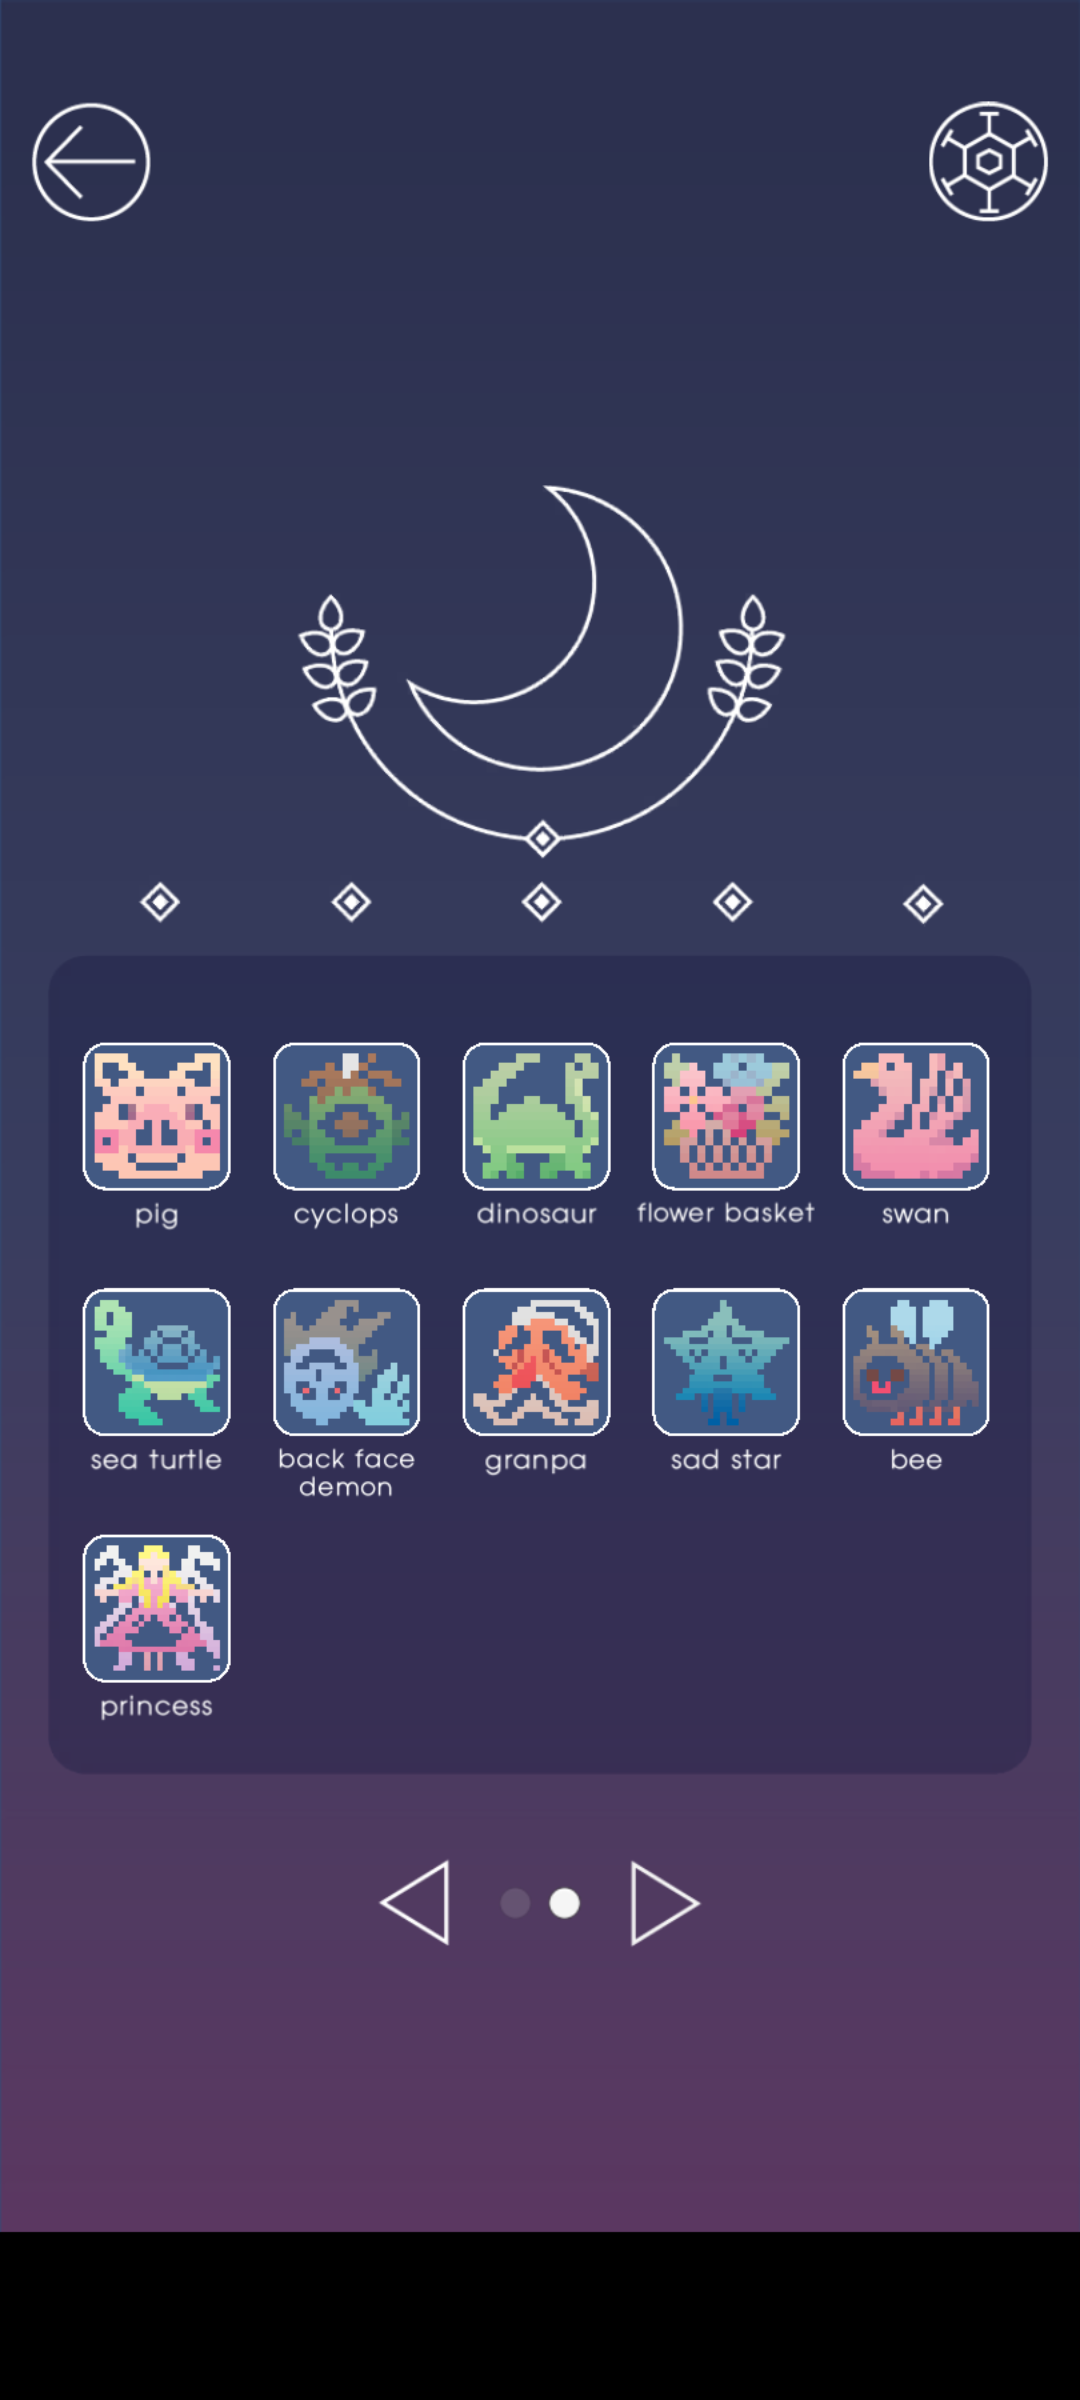 pig
cyclops
dinosaur
flower basket
swan
sea turtle
back face
demon
granpa
sad star
bee
princess